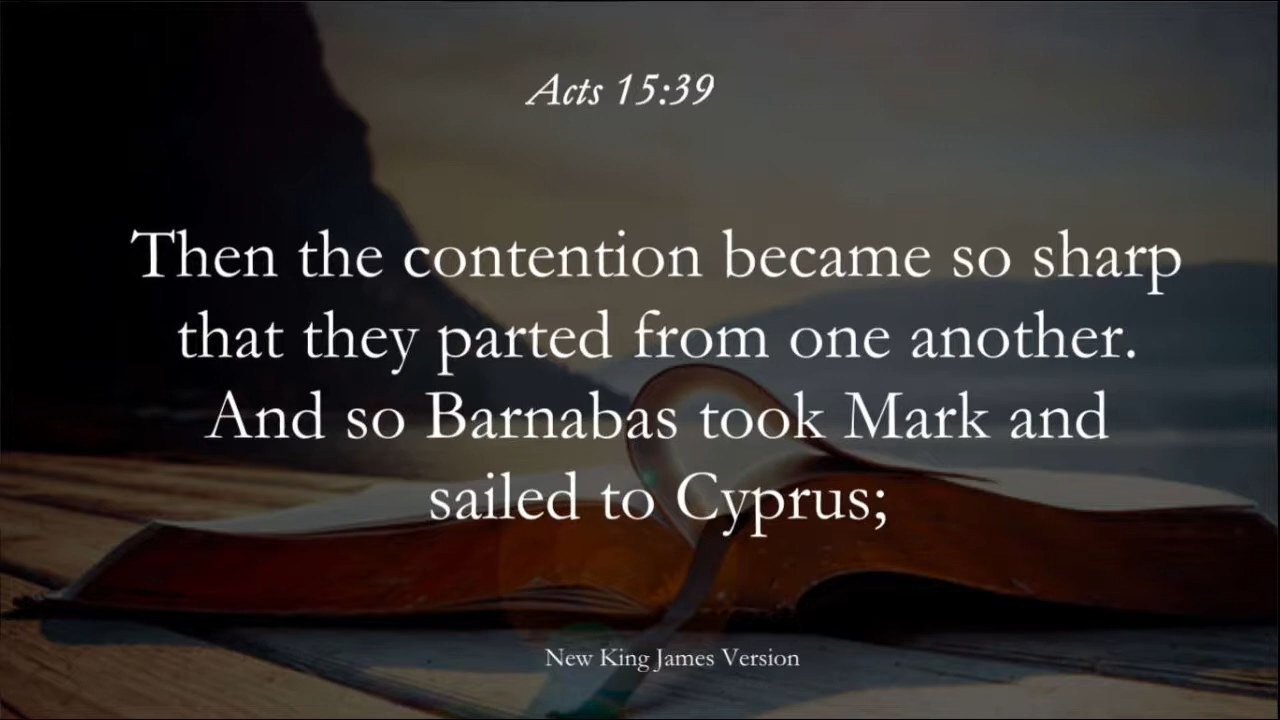 Acts 15:39
Then the contention became so sharp
that they parted from one another.
And so Barnabas took Mark and
sailed to Cyprus;
New King James Version